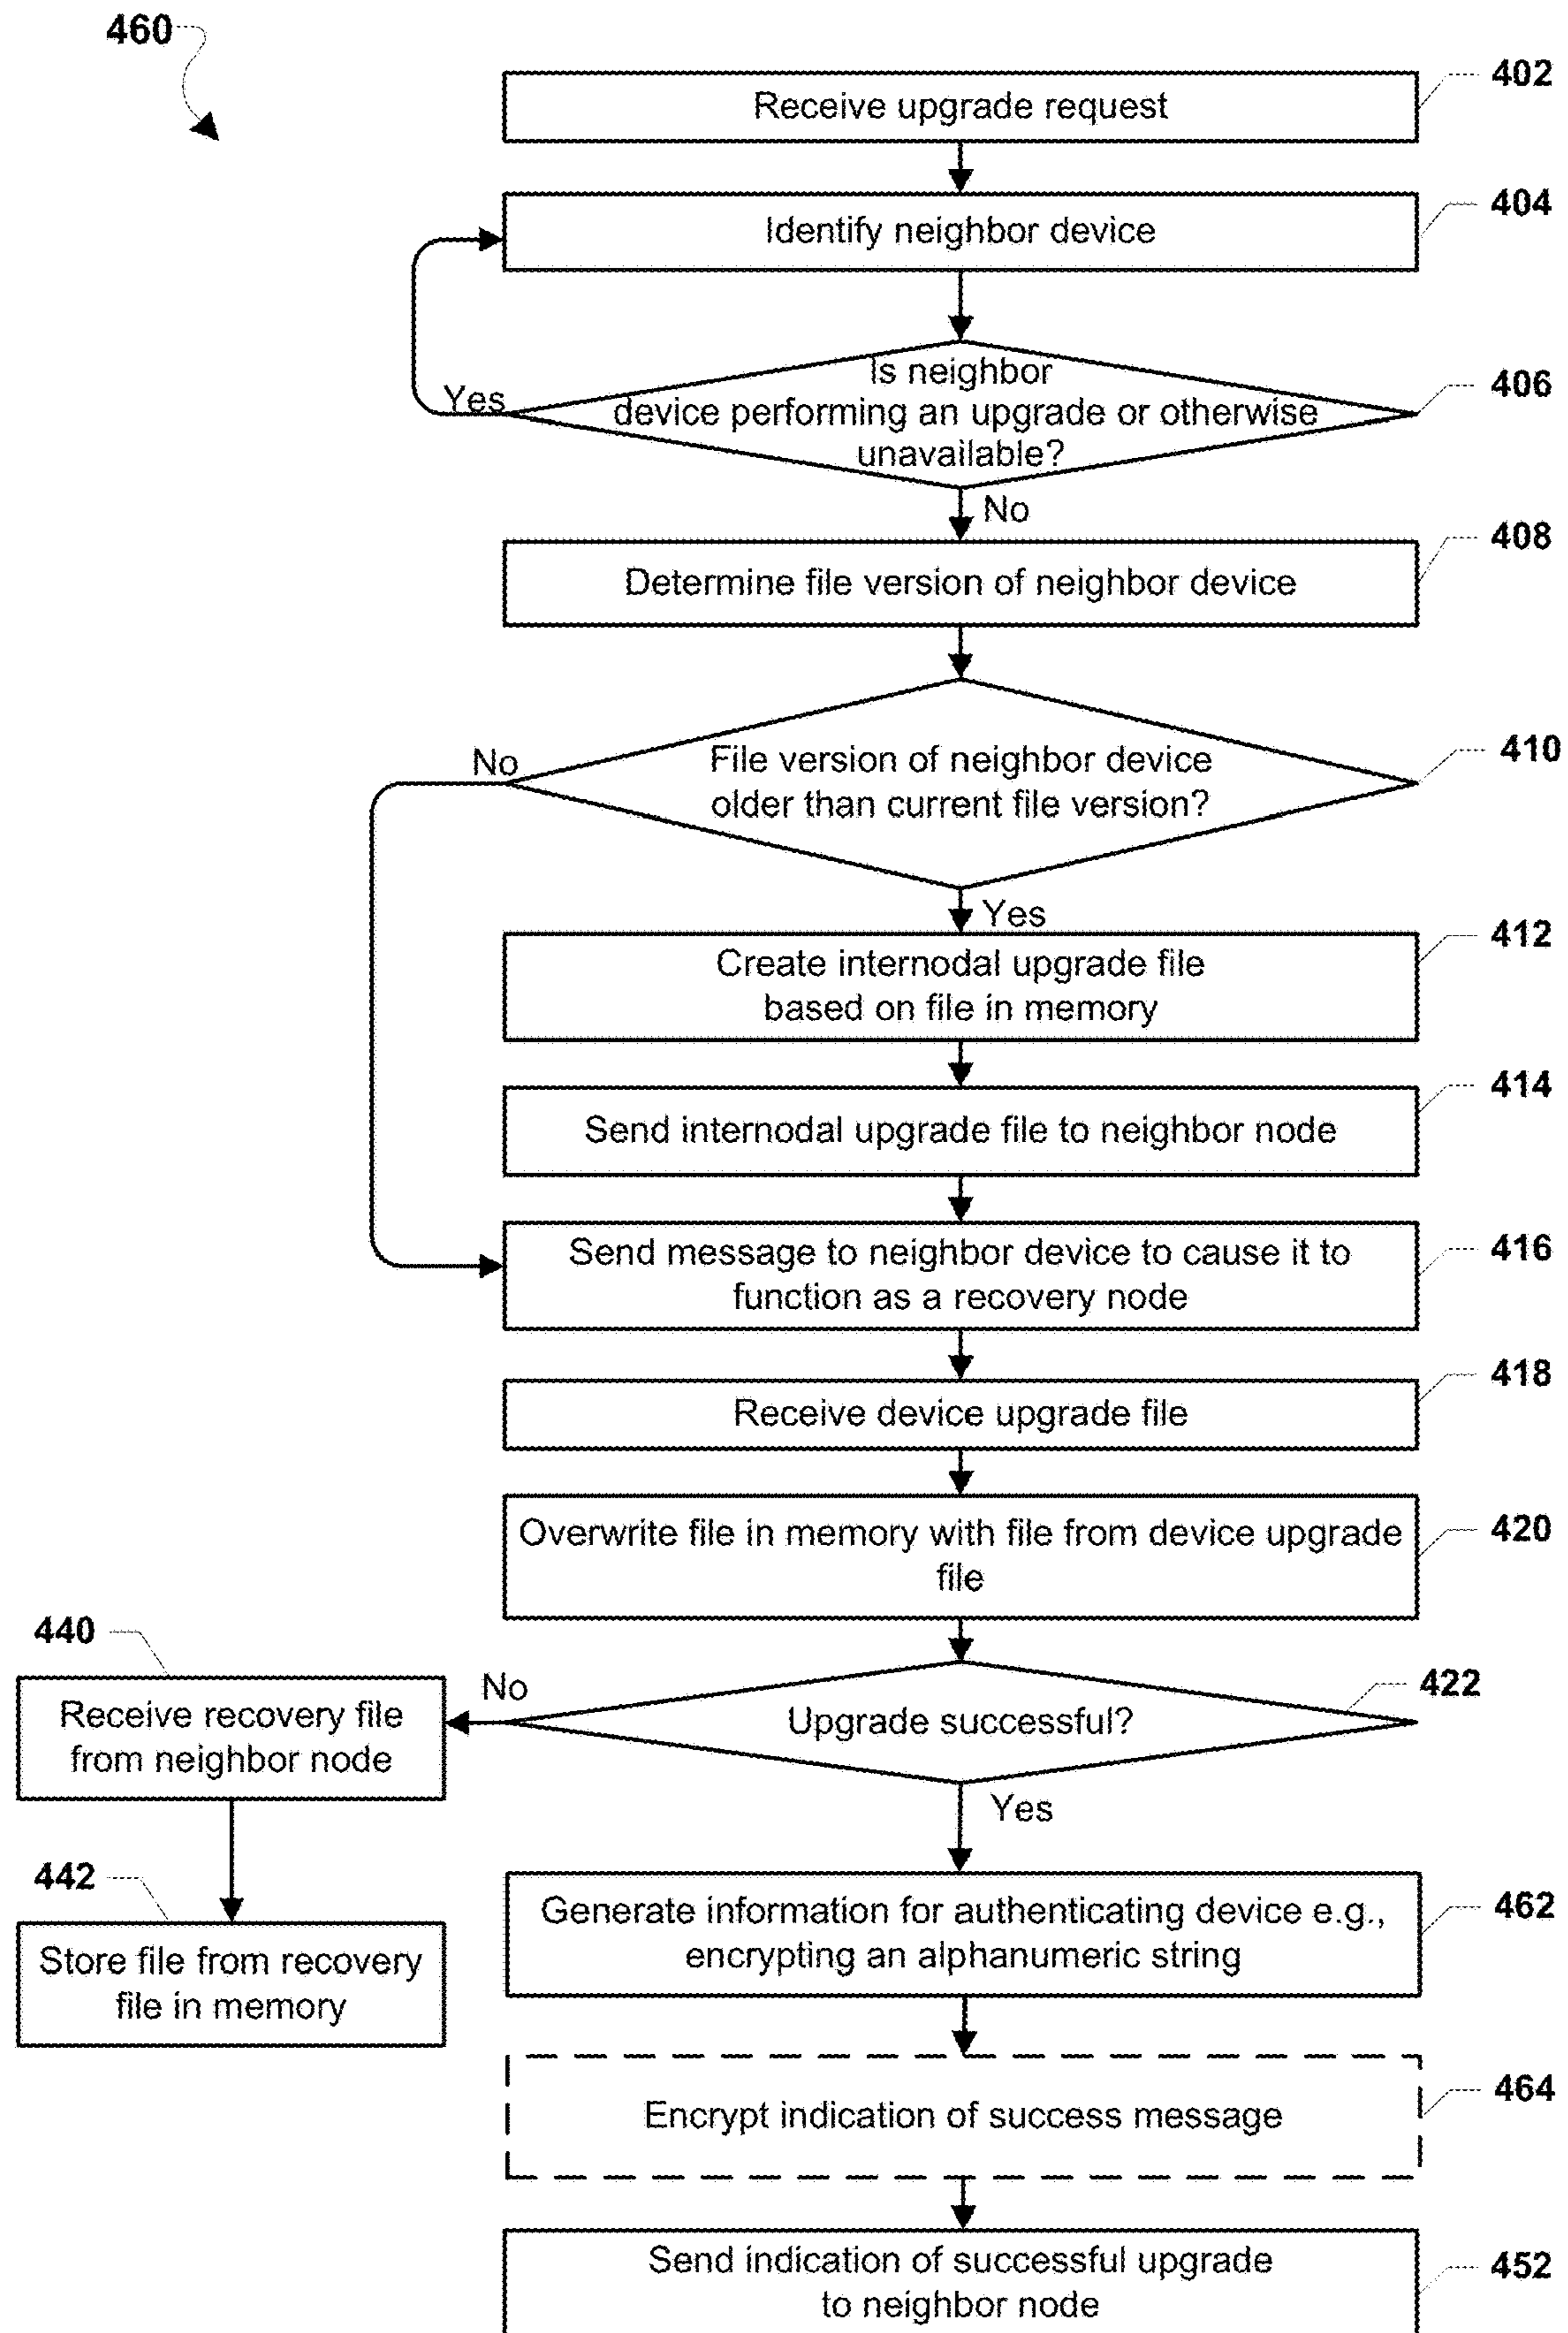 460
402
Receive upgrade request
404
Identify neighbor device
406
Is neighbor
device performing an upgrade or otherwise
unavailable?
Yes
No
408
Determine file version of neighbor device
410
File version of neighbor device
older than current file version?
No
Yes
412
Create internodal upgrade file
based on file in memory
414
Send internodal upgrade file to neighbor node
416
Send message to neighbor device to cause it to
function as a recovery node
418
Receive device upgrade file
420
Overwrite file in memory with file from device upgrade
file
422
Upgrade successful?
No
Yes
440
Receive recovery file
from neighbor node
442
Store file from recovery
file in memory
462
Generate information for authenticating device e.g.,
encrypting an alphanumeric string
464
Encrypt indication of success message
452
Send indication of successful upgrade
to neighbor node